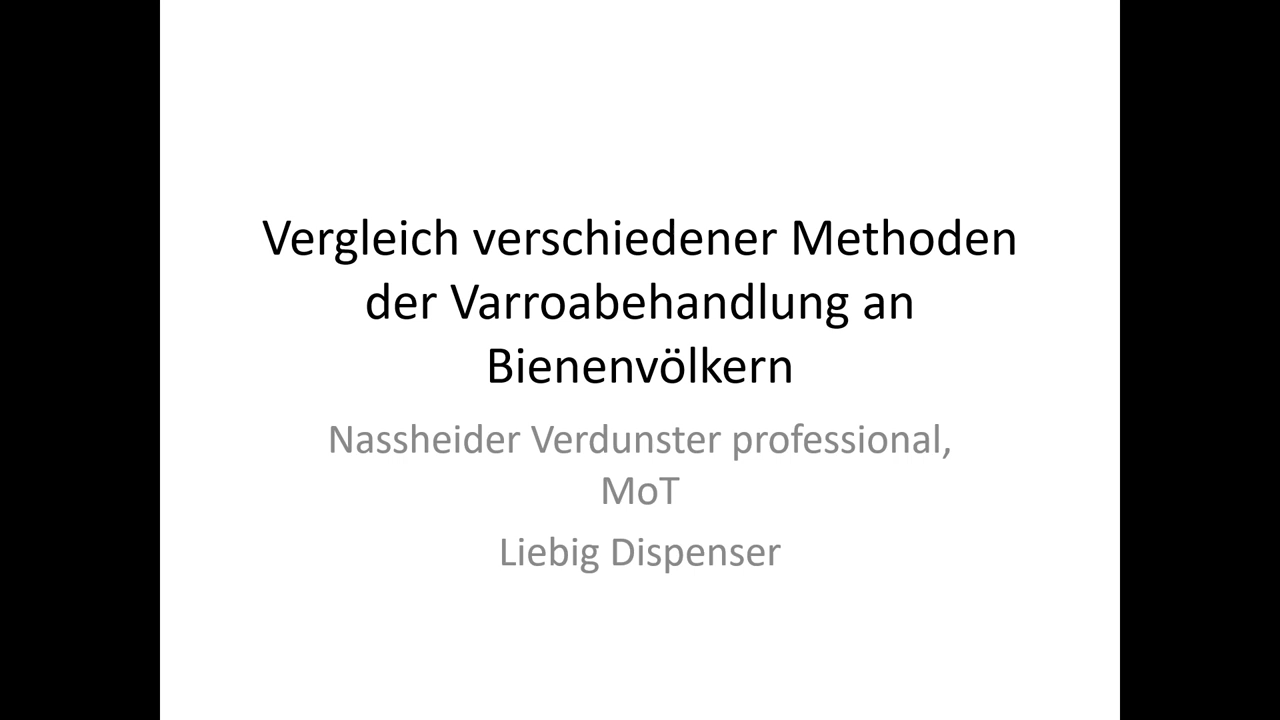 Vergleich verschiedener Methoden
der Varroabehandlung an
Bienenvölkern
Nassheider Verdunster professional,
MoT
Liebig Dispenser